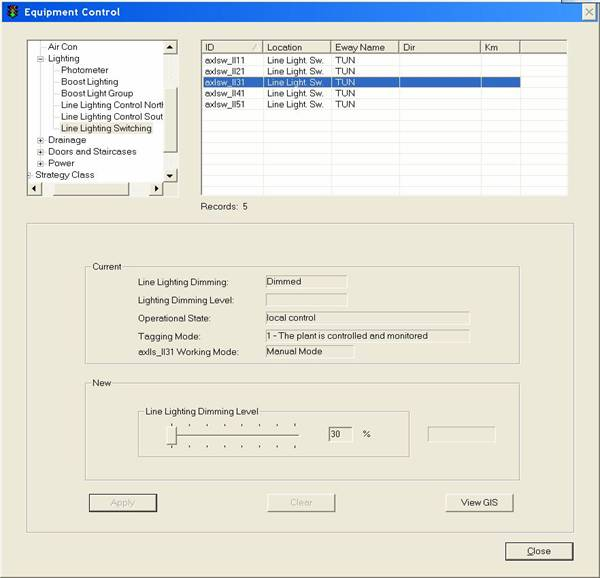 Equipment Control
Air Con
Lighting
Photometer
Boost Lighting
Boost Light Group
Line Lighting Control North
Line Lighting Control Sout
Line Lighting Switching
Drainage
Doors and Staircases
Power
Strategy Class
ID Location Eway Name Dir Km
axlsw_ll11 Line Light. Sw. TUN
axlsw_ll21 Line Light. Sw. TUN
axlsw_ll31 Line Light. Sw. TUN
axlsw_ll41 Line Light. Sw. TUN
axlsw_ll51 Line Light. Sw. TUN
Records: 5
Current
Line Lighting Dimming: Dimmed
Lighting Dimming Level:
Operational State: local control
Tagging Mode: 1 - The plant is controlled and monitored
axlls_ll31 Working Mode: Manual Mode
New
Line Lighting Dimming Level
30 %
Apply Clear View GIS
Close